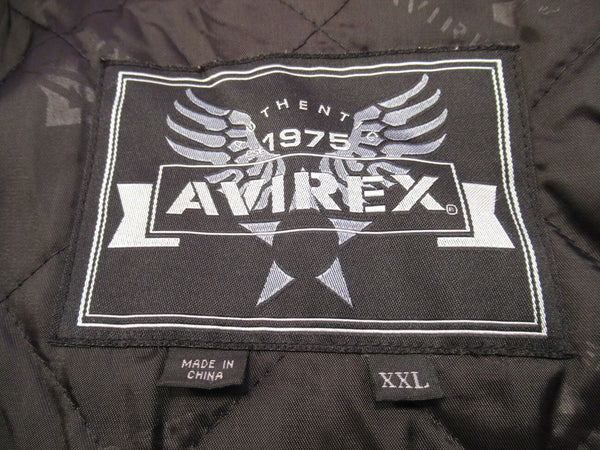 THENT
1975
AVIREX
MADE IN
CHINA
XXL